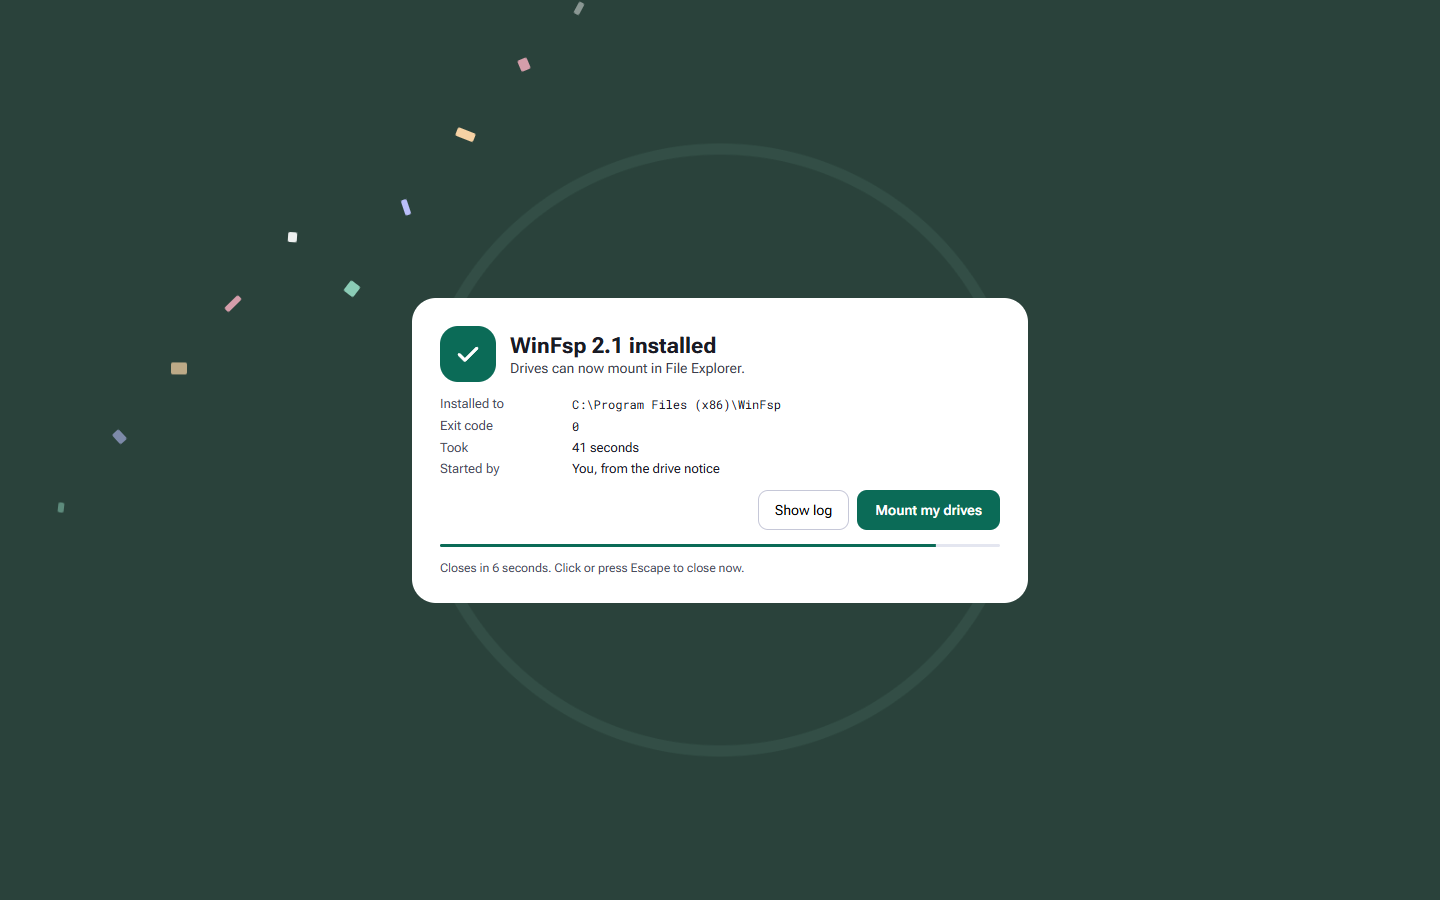 WinFsp 2.1 installed
Drives can now mount in File Explorer.
Installed to C:\Program Files (x86)\WinFsp
Exit code 0
Took 41 seconds
Started by You, from the drive notice
Show log Mount my drives
Closes in 6 seconds. Click or press Escape to close now.